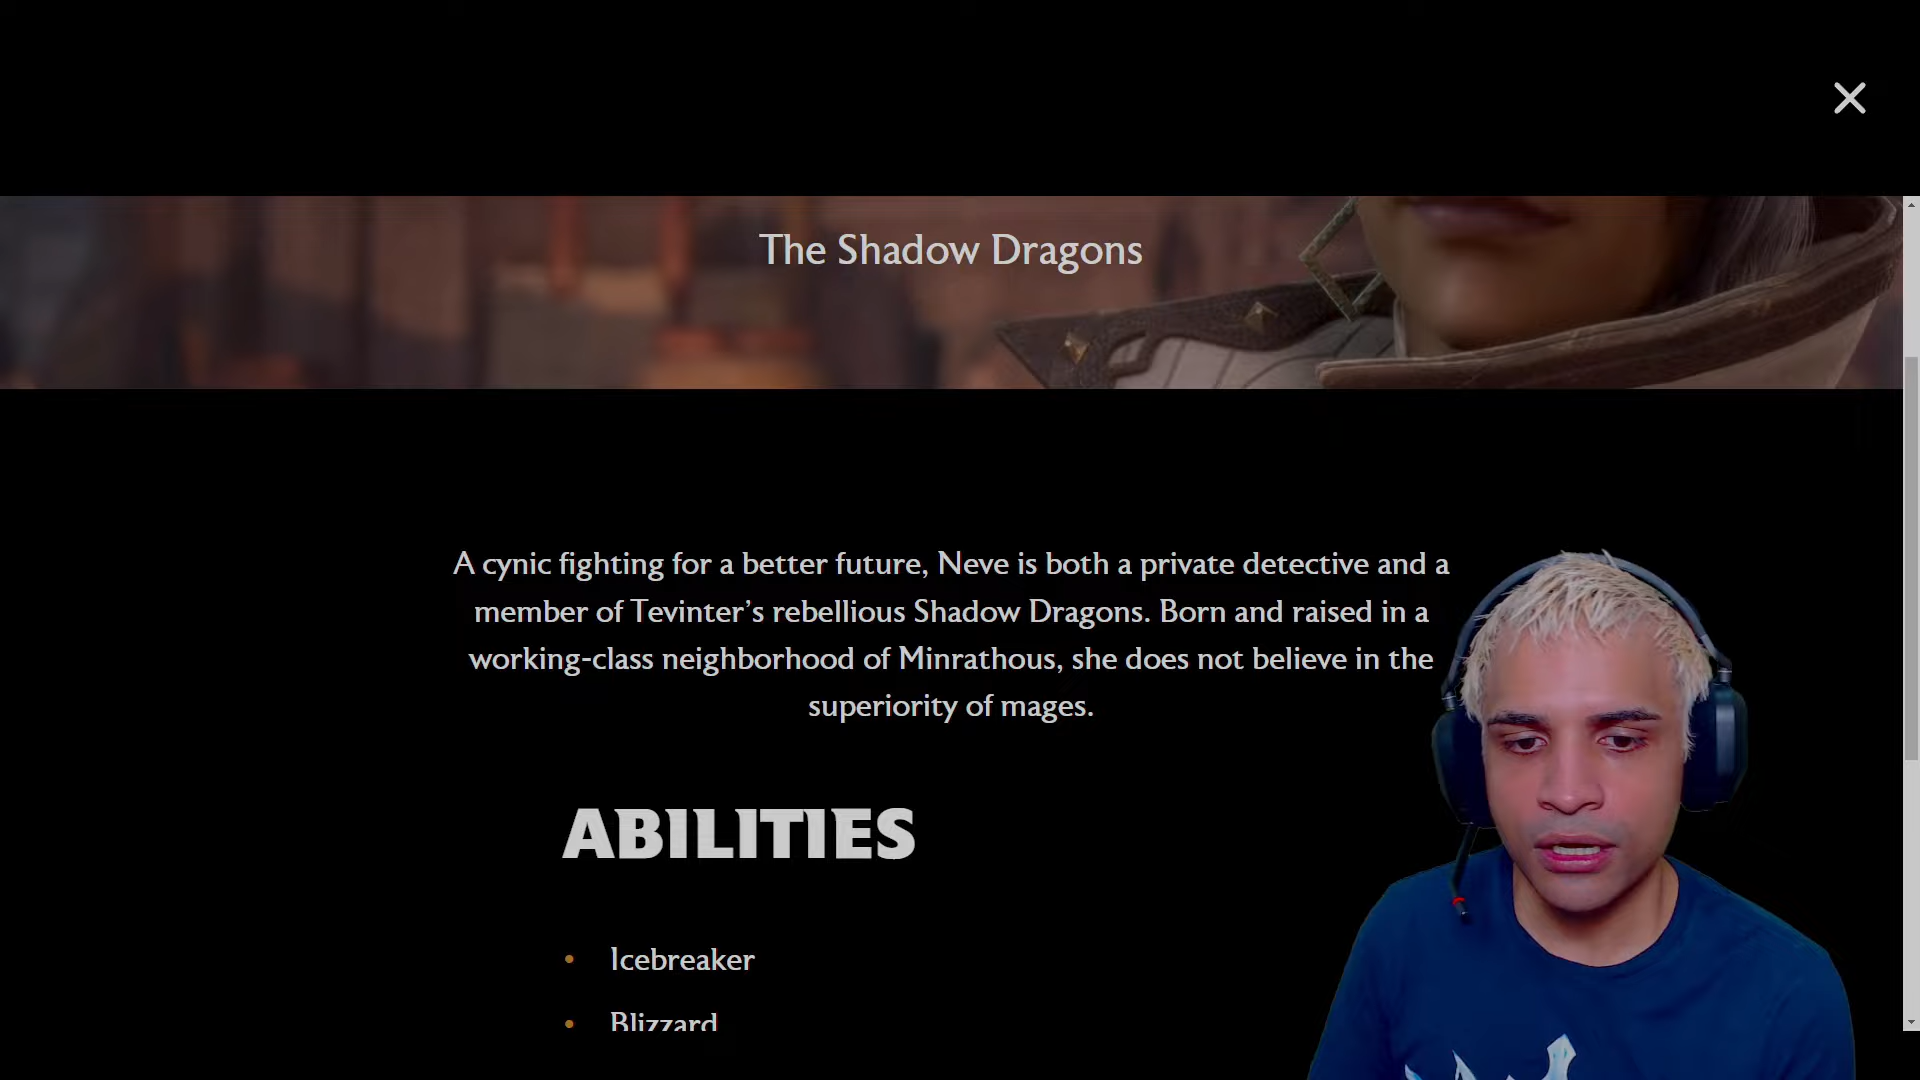 The Shadow Dragons
A cynic fighting for a better future, Neve is both a private detective and a
member of Tevinter’s rebellious Shadow Dragons. Born and raised in a
working-class neighborhood of Minrathous, she does not believe in the
superiority of mages.
ABILITIES
• Icebreaker
• Blizzard